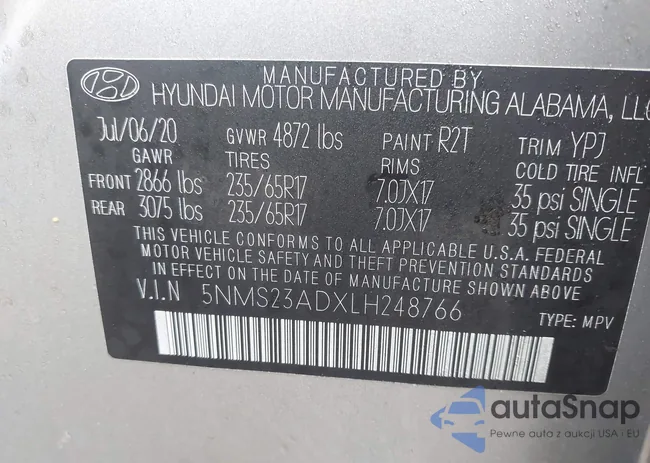 MANUFACTURED BY
HYUNDAI MOTOR MANUFACTURING ALABAMA, LLC
Jul/06/20 GVWR 4872 lbs PAINT R2T TRIM YPJ
GAWR TIRES RIMS COLD TIRE INFL
FRONT 2866 lbs 235/65R17 7.0JX17 35 psi SINGLE
REAR 3075 lbs 235/65R17 7.0JX17 35 psi SINGLE
THIS VEHICLE CONFORMS TO ALL APPLICABLE U.S.A. FEDERAL
MOTOR VEHICLE SAFETY AND THEFT PREVENTION STANDARDS
IN EFFECT ON THE DATE OF MANUFACTURE SHOWN ABOVE.
V.I.N 5NMS23ADXLH248766 TYPE: MPV
autaSnap
Pewne auto z aukcji USA i EU